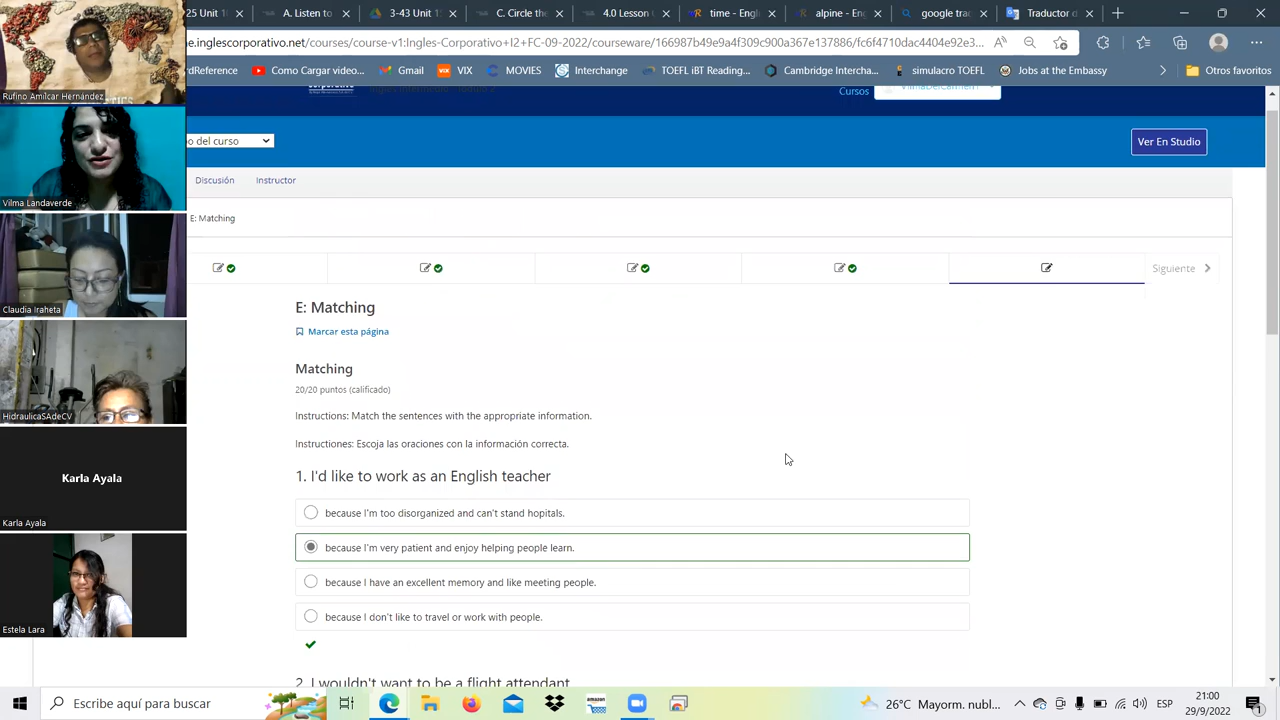 25 Unit 1
A. Listen to
3-43 Unit 1
4.0 Lesson
time - Engl
alpire - En
google tra
Traductor d
e.inglescorporativo.net/courses/course-v1:Ingles-Corporativo+I2+FC-09-2022/courseware/166987b49e9a4f309c900a367e137886/fc6f4710dac4404e92e3...
rdReference
Como Cargar video...
Gmail
VIX
MOVIES
interchange
TOEFL iBT Reading...
Cambridge Intercha...
simulacro TOEFL
Jobs at the Embassy
Otros favoritos
Cursos
Ver En Studio
o del curso
Discusión
Instructor
E: Matching
Siguiente
E: Matching
Marcar esta página
Matching
20/20 puntos (calificado)
Instructions: Match the sentences with the appropriate information.
Instructiones: Escoja las oraciones con la información correcta.
1. I'd like to work as an English teacher
because I'm too disorganized and can't stand hopitals.
because I'm very patient and enjoy helping people learn.
because I have an excellent memory and like meeting people.
because I don't like to travel or work with people.
2. I wouldn't want to be a flight attendant
Rufino Amílcar Hernández
Vilma Landaverde
Claudia Iraheta
HidraulicaSAdeCV
Karla Ayala
Karla Ayala
Estela Lara
Escribe aquí para buscar
amazon
26°C Mayorm. nubl...
ESP
21:00
29/9/2022
1